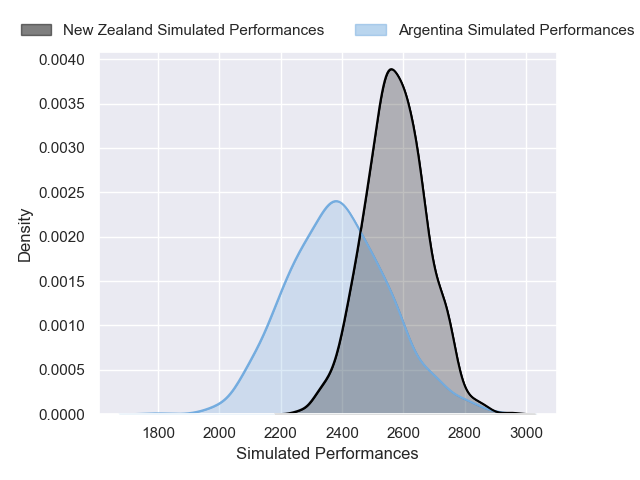 New Zealand Simulated Performances Argentina Simulated Performances
0.0040
0.0035
0.0030
0.0025
0.0020
0.0015
0.0010
0.0005
0.0000
Density
1800 2000 2200 2400 2600 2800 3000
Simulated Performances